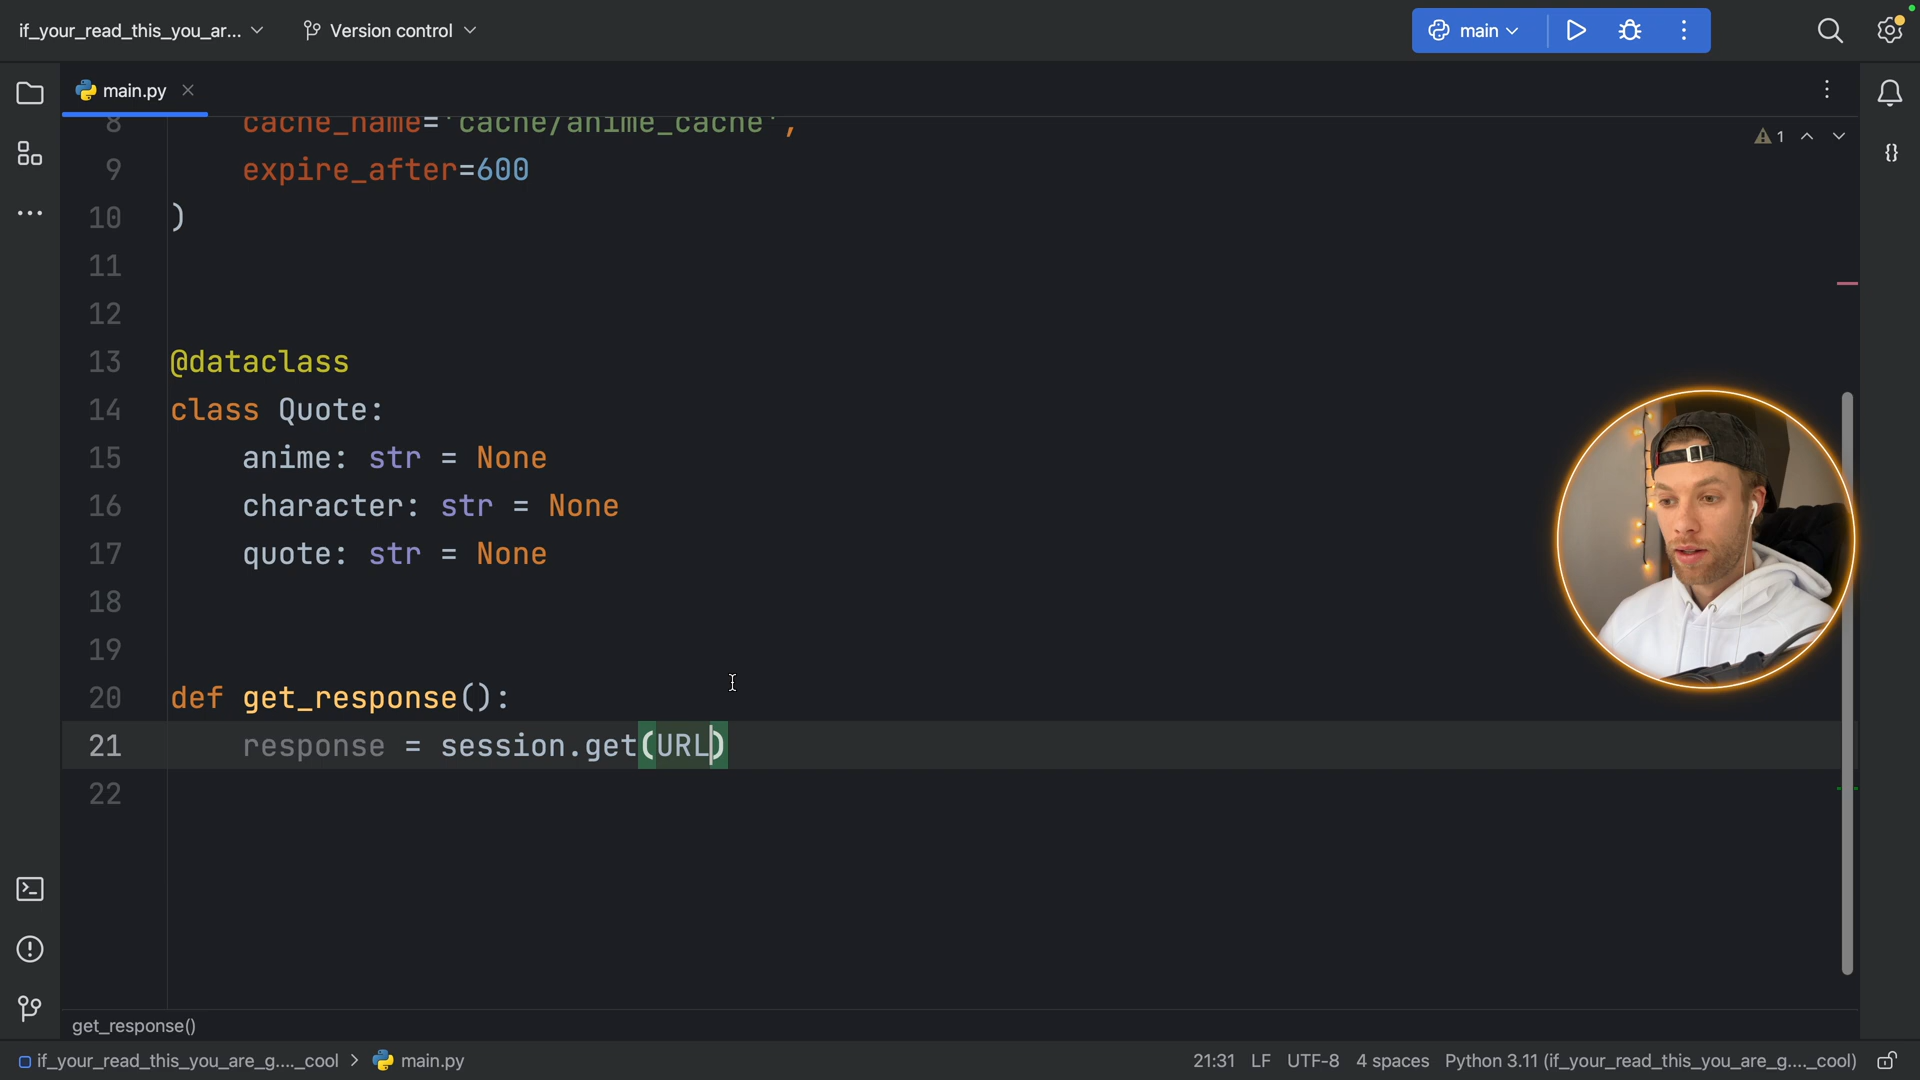 if_your_read_this_you_ar...
Version control
main
main.py
1
8 cache_name='cache/anime_cache',
9 expire_after=600
10 )
11
12
13 @dataclass
14 class Quote:
15 anime: str = None
16 character: str = None
17 quote: str = None
18
19
20 def get_response():
21 response = session.get(URL)
22
get_response()
if_your_read_this_you_are_g...._cool > main.py
21:31 LF UTF-8 4 spaces Python 3.11 (if_your_read_this_you_are_g...._cool)